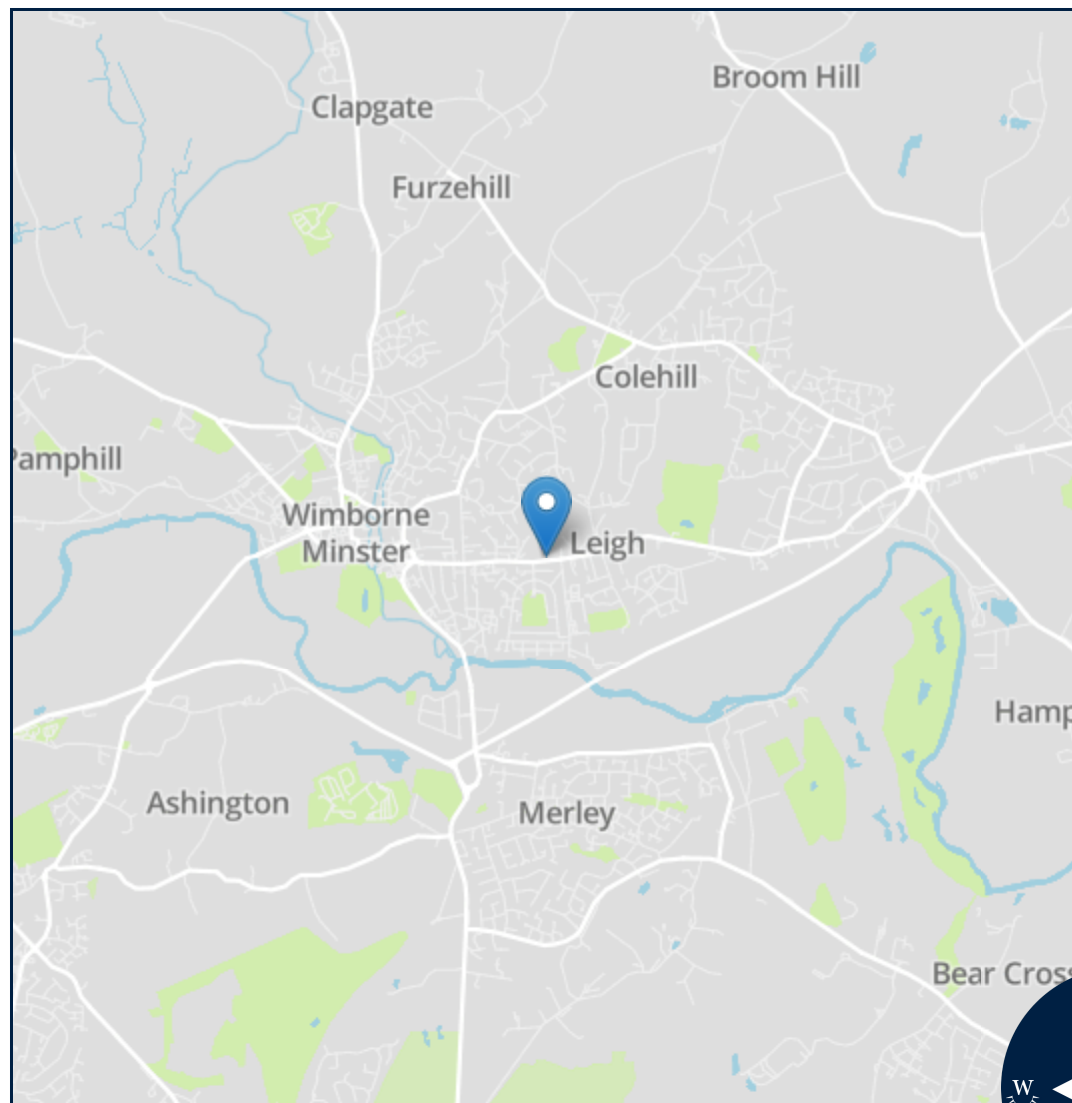 Broom Hill
Clapgate
Furzehill
Colehill
Pamphill
Wimborne
Minster
Leigh
Hamp
Ashington
Merley
Bear Cross
W